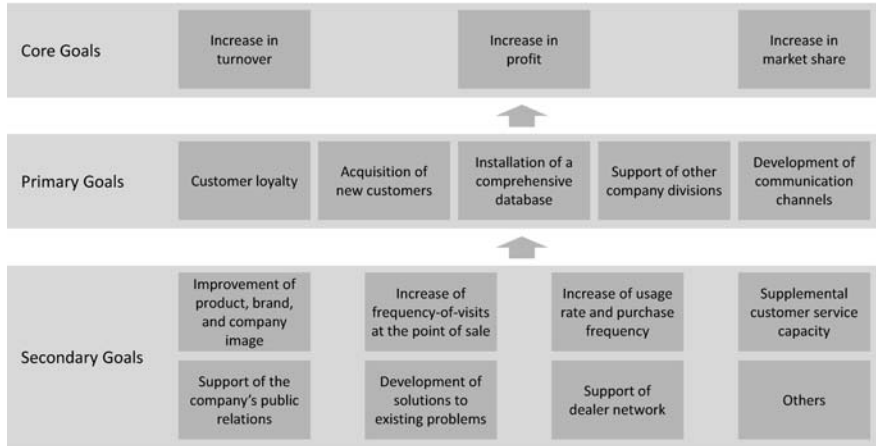 Core Goals
Increase in
turnover
Increase in
profit
Increase in
market share
Primary Goals
Customer loyalty
Acquisition of
new customers
Installation of a
comprehensive
database
Support of other
company divisions
Development of
communication
channels
Secondary Goals
Improvement of
product, brand,
and company
image
Increase of
frequency-of-visits
at the point of sale
Increase of usage
rate and purchase
frequency
Supplemental
customer service
capacity
Support of the
company's public
relations
Development of
solutions to
existing problems
Support of
dealer network
Others